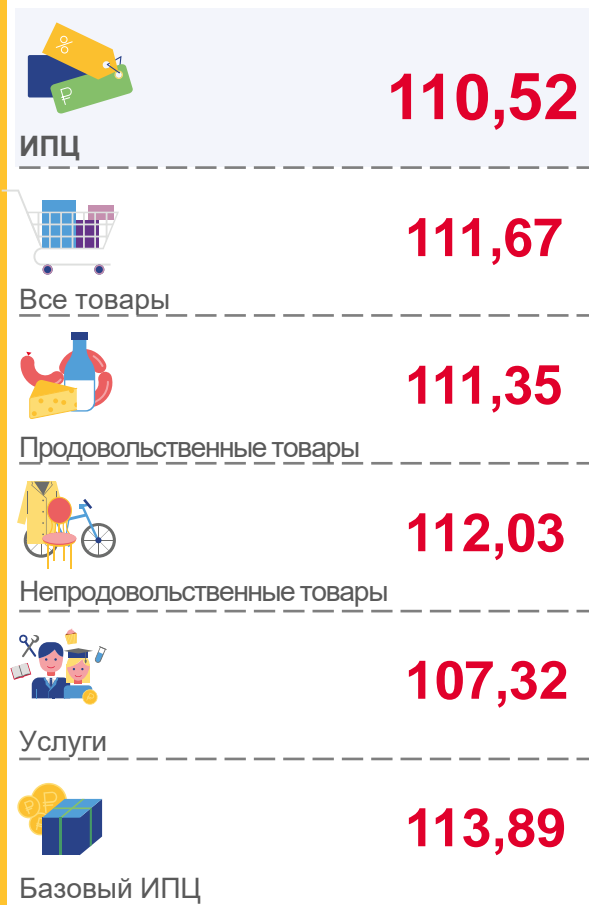 %
₽
110,52
ИПЦ
111,67
Все товары
111,35
Продовольственные товары
112,03
Непродовольственные товары
107,32
Услуги
₽
₽
113,89
Базовый ИПЦ